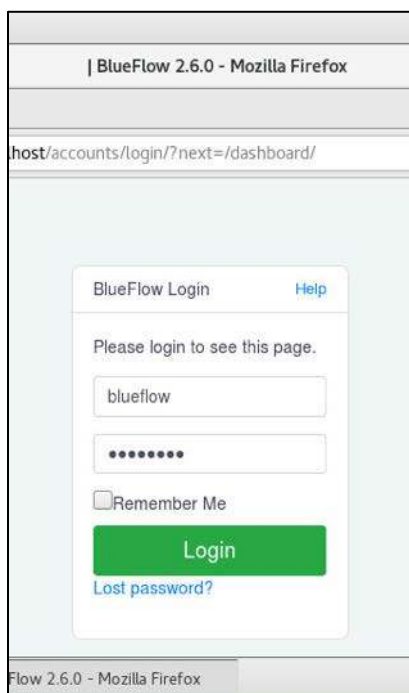 | BlueFlow 2.6.0 - Mozilla Firefox
lhost/accounts/login/?next=/dashboard/
BlueFlow Login Help
Please login to see this page.
blueflow
••••••••
Remember Me
Login
Lost password?
Flow 2.6.0 - Mozilla Firefox